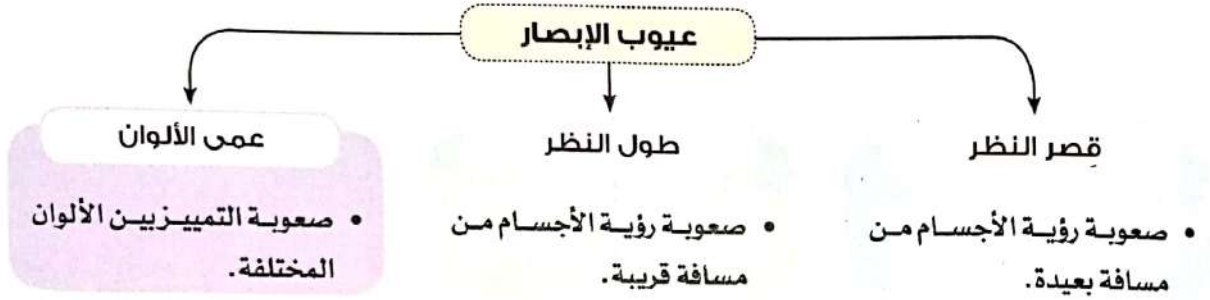 عيوب الإبصار
قِصر النظر
• صعوبة رؤية الأجسام من
مسافة بعيدة.
طول النظر
• صعوبة رؤية الأجسام من
مسافة قريبة.
عمى الألوان
• صعوبة التمييز بين الألوان
المختلفة.